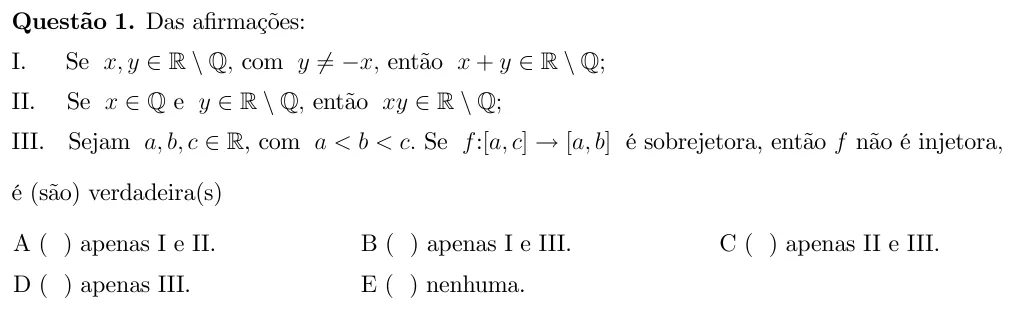 Questão 1. Das afirmações:
I. Se x, y ∈ ℝ \ ℚ, com y ≠ −x, então x + y ∈ ℝ \ ℚ;
II. Se x ∈ ℚ e y ∈ ℝ \ ℚ, então xy ∈ ℝ \ ℚ;
III. Sejam a, b, c ∈ ℝ, com a < b < c. Se f:[a, c] → [a, b] é sobrejetora, então f não é injetora,
é (são) verdadeira(s)
A ( ) apenas I e II. B ( ) apenas I e III. C ( ) apenas II e III.
D ( ) apenas III. E ( ) nenhuma.